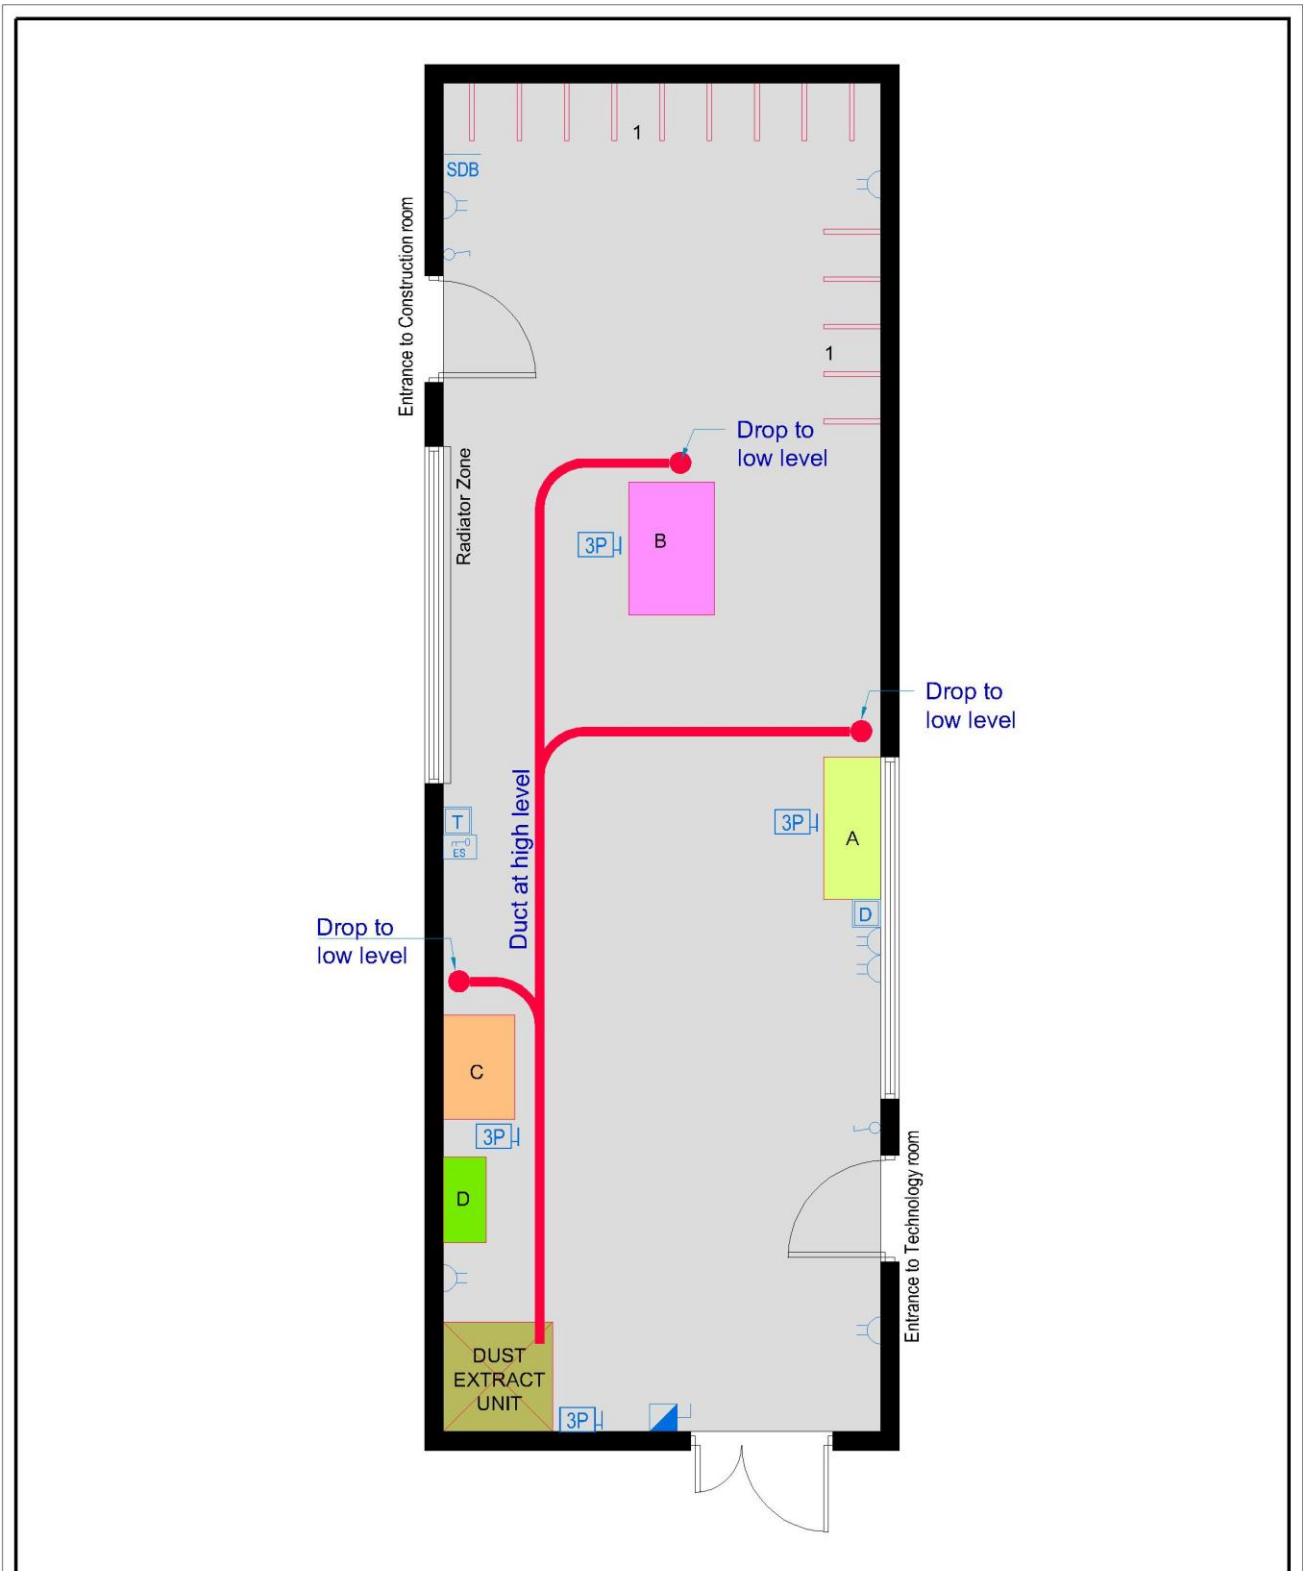 1
SDB
Entrance to Construction room
1
Drop to
low level
Radiator Zone
3P
B
Drop to
low level
Duct at high level
T
ES
3P
A
D
Drop to
low level
C
3P
D
Entrance to Technology room
DUST
EXTRACT
UNIT
3P